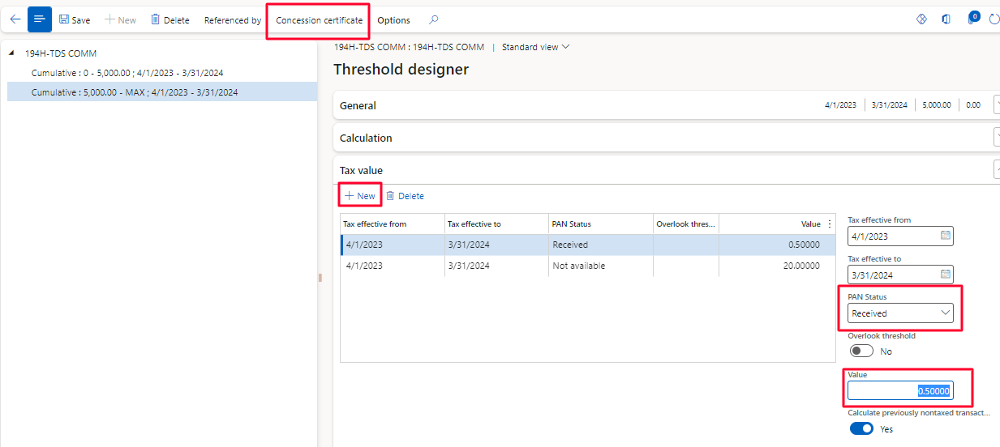 Save New Delete Referenced by Concession certificate Options 0
194H-TDS COMM
Cumulative : 0 - 5,000.00 ; 4/1/2023 - 3/31/2024
Cumulative : 5,000.00 - MAX ; 4/1/2023 - 3/31/2024
194H-TDS COMM : 194H-TDS COMM | Standard view
Threshold designer
General 4/1/2023 3/31/2024 5,000.00 0.00
Calculation
Tax value
New Delete
Tax effective from Tax effective to PAN Status Overlook thres... Value
4/1/2023 3/31/2024 Received 0.50000
4/1/2023 3/31/2024 Not available 20.00000
Tax effective from
4/1/2023
Tax effective to
3/31/2024
PAN Status
Received
Overlook threshold
No
Value
0.50000
Calculate previously nontaxed transact...
Yes